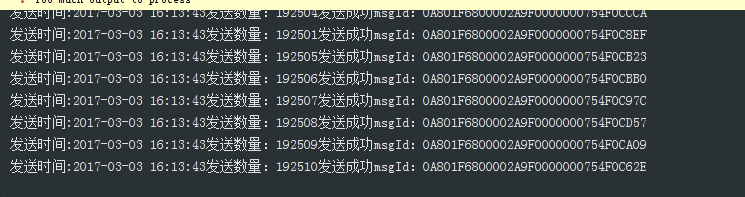 Too much output to process
发送时间:2017-03-03 16:13:43发送数量：192504发送成功msgId：0A801F6800002A9F0000000754F0CCCA
发送时间:2017-03-03 16:13:43发送数量：192501发送成功msgId：0A801F6800002A9F0000000754F0C8EF
发送时间:2017-03-03 16:13:43发送数量：192505发送成功msgId：0A801F6800002A9F0000000754F0CB23
发送时间:2017-03-03 16:13:43发送数量：192506发送成功msgId：0A801F6800002A9F0000000754F0CBB0
发送时间:2017-03-03 16:13:43发送数量：192507发送成功msgId：0A801F6800002A9F0000000754F0C97C
发送时间:2017-03-03 16:13:43发送数量：192508发送成功msgId：0A801F6800002A9F0000000754F0CD57
发送时间:2017-03-03 16:13:43发送数量：192509发送成功msgId：0A801F6800002A9F0000000754F0CA09
发送时间:2017-03-03 16:13:43发送数量：192510发送成功msgId：0A801F6800002A9F0000000754F0C62E